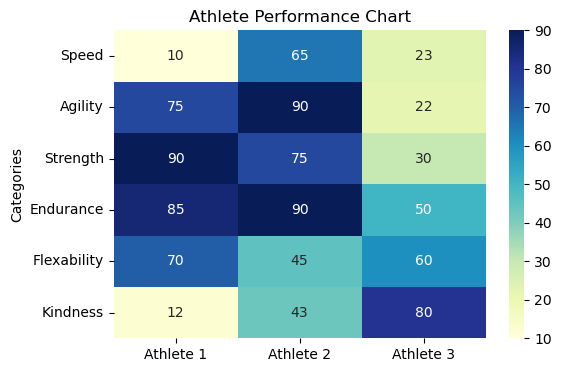 Athlete Performance Chart
Categories
Speed 10 65 23
Agility 75 90 22
Strength 90 75 30
Endurance 85 90 50
Flexability 70 45 60
Kindness 12 43 80
Athlete 1 Athlete 2 Athlete 3
90
80
70
60
50
40
30
20
10